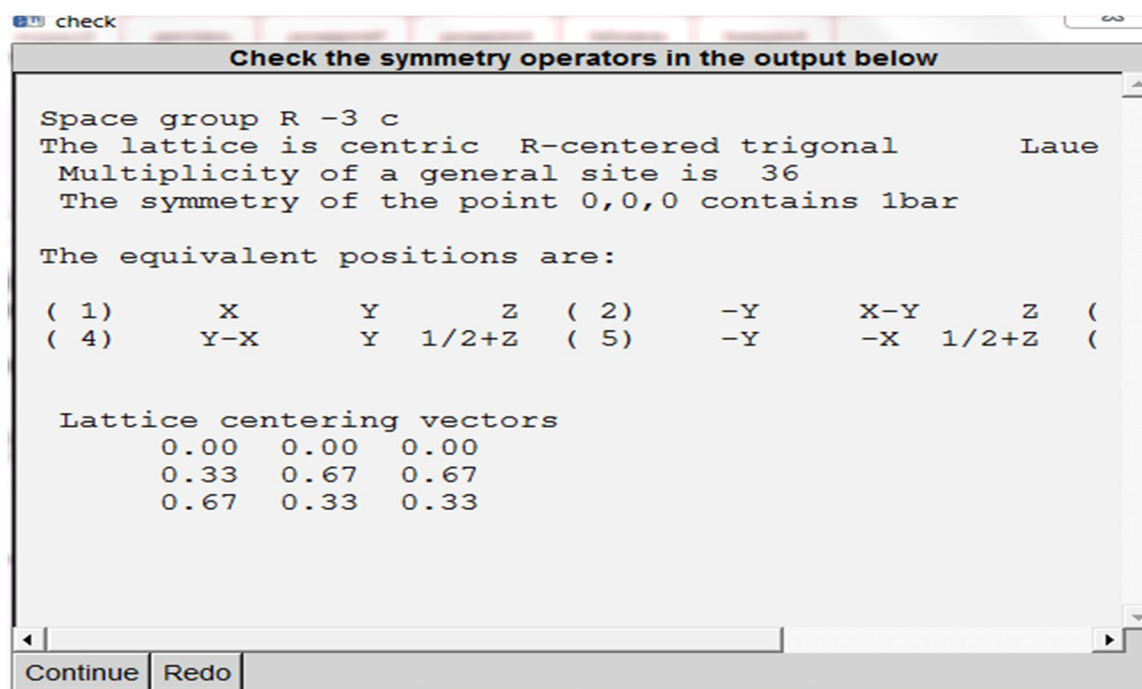 check
Check the symmetry operators in the output below
Space group R -3 c
The lattice is centric R-centered trigonal Laue
Multiplicity of a general site is 36
The symmetry of the point 0,0,0 contains 1bar
The equivalent positions are:
( 1) X Y Z ( 2) -Y X-Y Z (
( 4) Y-X Y 1/2+Z ( 5) -Y -X 1/2+Z (
Lattice centering vectors
0.00 0.00 0.00
0.33 0.67 0.67
0.67 0.33 0.33
Continue Redo